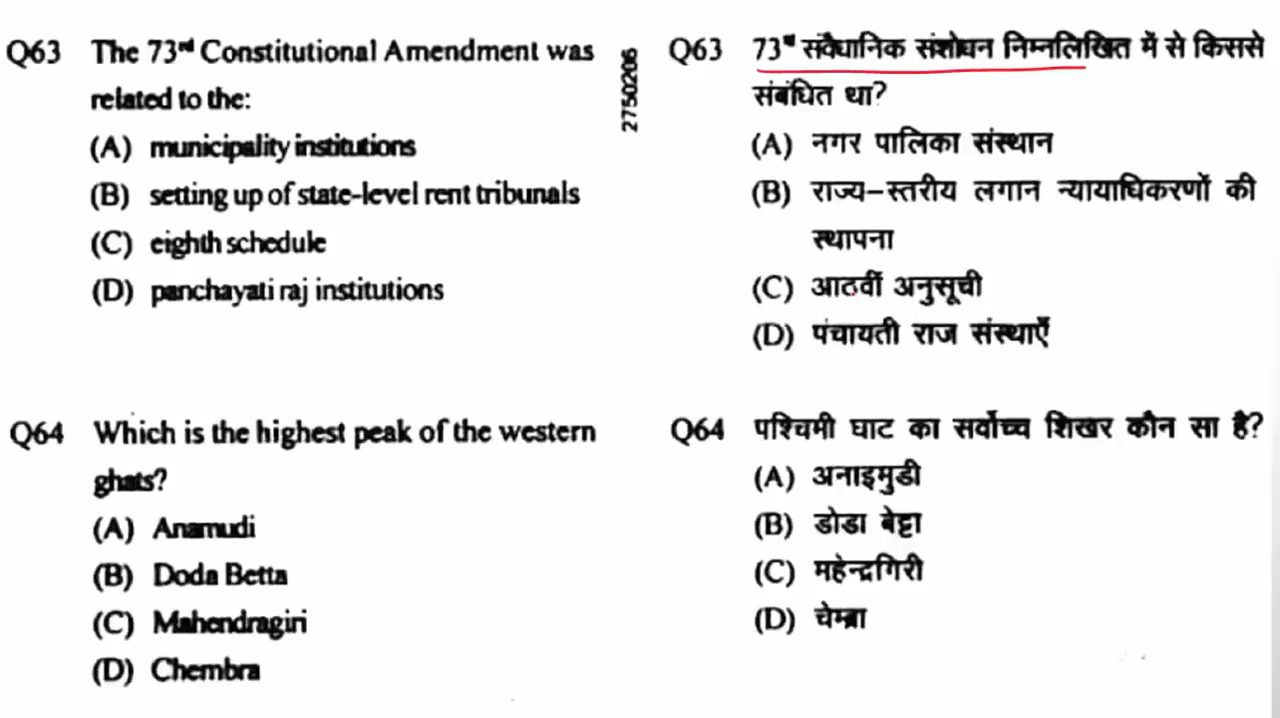 Q63 The 73rd Constitutional Amendment was
related to the:
(A) municipality institutions
(B) setting up of state-level rent tribunals
(C) eighth schedule
(D) panchayati raj institutions
Q64 Which is the highest peak of the western
ghats?
(A) Anamudi
(B) Doda Betta
(C) Mahendragiri
(D) Chembra
2750206
Q63 73rd संवैधानिक संशोधन निम्नलिखित में से किससे
संबंधित था?
(A) नगर पालिका संस्थान
(B) राज्य-स्तरीय लगान न्यायाधिकरणों की
स्थापना
(C) आठवीं अनुसूची
(D) पंचायती राज संस्थाएँ
Q64 पश्चिमी घाट का सर्वोच्च शिखर कौन सा है?
(A) अनाइमुडी
(B) डोडा बेट्टा
(C) महेन्द्रगिरी
(D) चेम्ब्रा